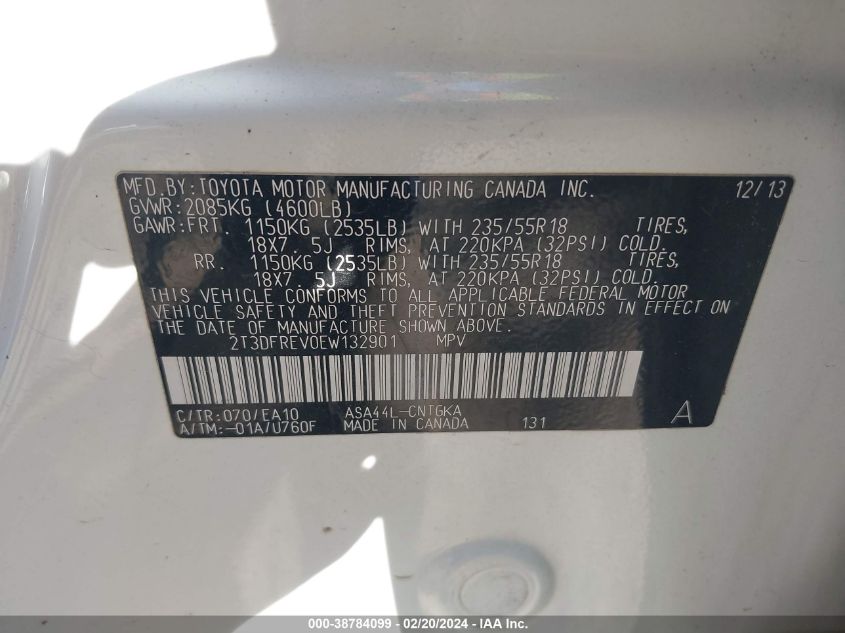 MFD.BY:TOYOTA MOTOR MANUFACTURING CANADA INC. 12/13
GVWR:2085KG (4600LB)
GAWR:FRT. 1150KG (2535LB) WITH 235/55R18 TIRES,
18X7.5J RIMS, AT 220KPA (32PSI) COLD.
RR. 1150KG (2535LB) WITH 235/55R18 TIRES,
18X7.5J RIMS, AT 220KPA (32PSI) COLD.
THIS VEHICLE CONFORMS TO ALL APPLICABLE FEDERAL MOTOR
VEHICLE SAFETY AND THEFT PREVENTION STANDARDS IN EFFECT ON
THE DATE OF MANUFACTURE SHOWN ABOVE.
2T3DFREV0EW132901 MPV
C/TR:070/EA10 ASA44L-CNTGKA
A/TM:-01A/U760F MADE IN CANADA 131 A
000-38784099 - 02/20/2024 - IAA Inc.